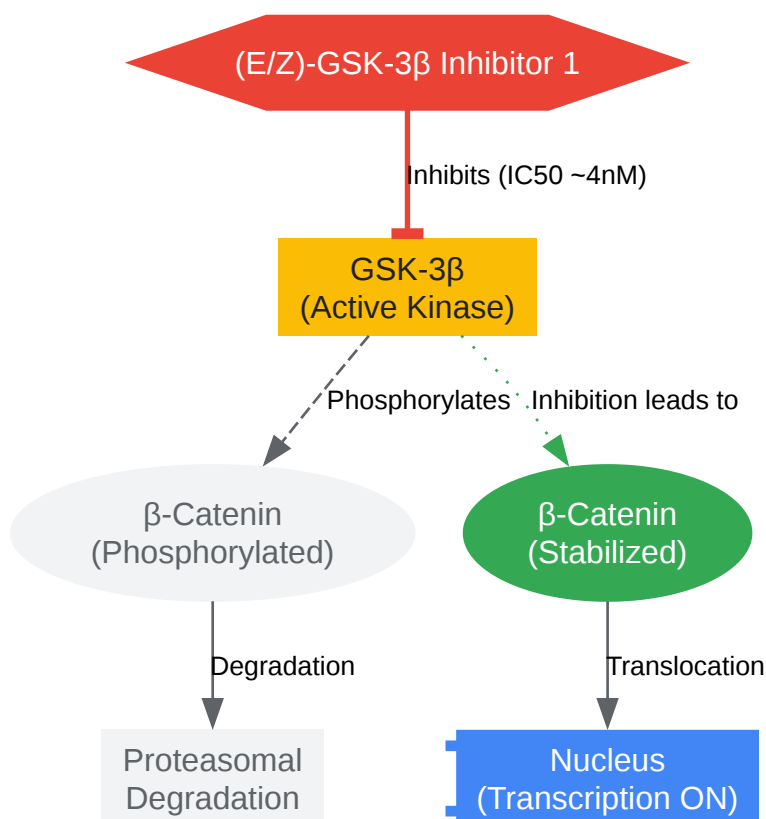 (E/Z)-GSK-3β Inhibitor 1
Inhibits (IC50 ~4nM)
GSK-3β
(Active Kinase)
Phosphorylates
Inhibition leads to
β-Catenin
(Phosphorylated)
β-Catenin
(Stabilized)
Degradation
Translocation
Proteasomal
Degradation
Nucleus
(Transcription ON)